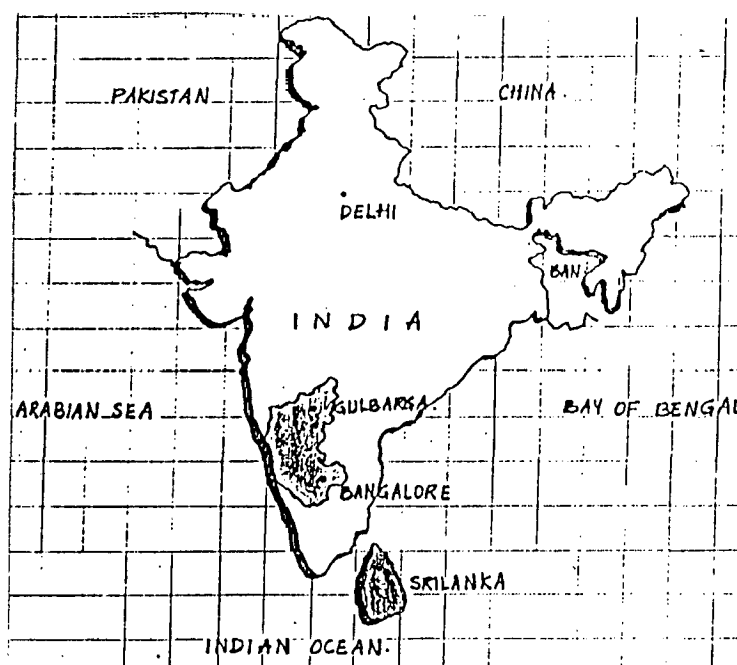 PAKISTAN
CHINA.
DELHI
BAN
INDIA
GULBARGA.
ARABIAN SEA
BAY OF BENGAL
BANGALORE
SRILANKA
INDIAN OCEAN.